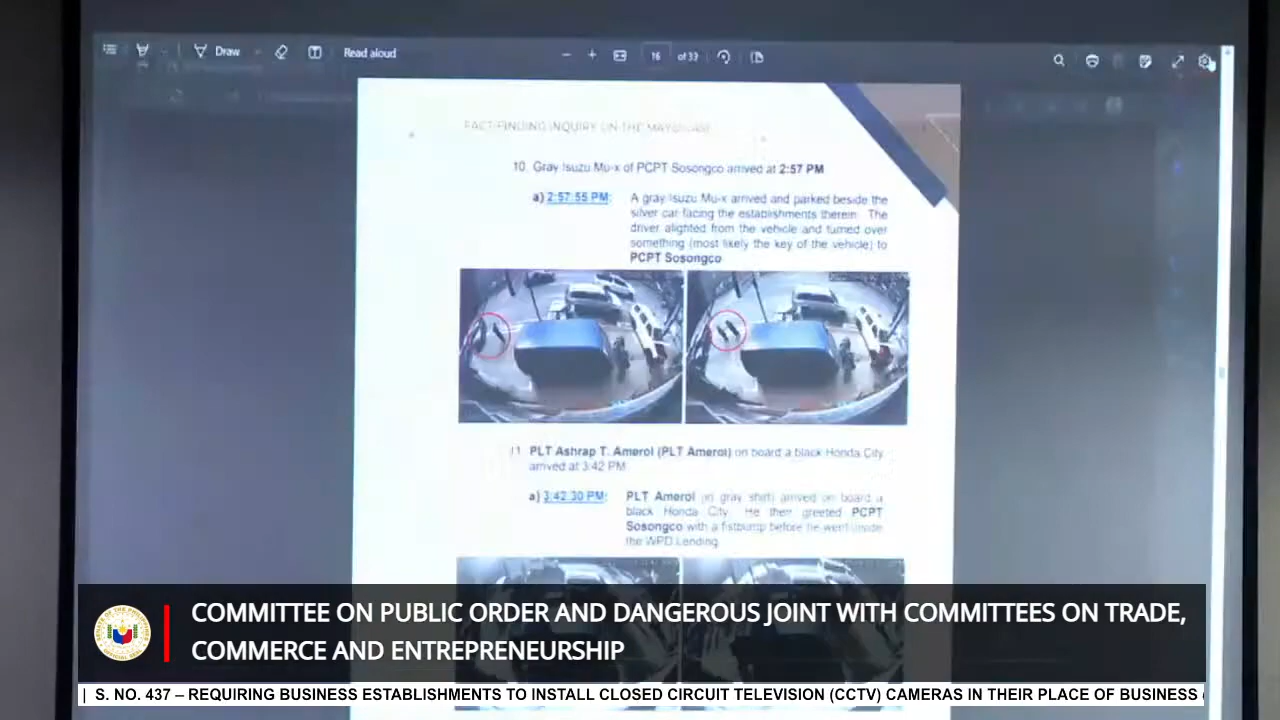 Draw
Read aloud
16 of 33
FACT-FINDING INQUIRY ON THE MAYO CASE
10. Gray Isuzu Mu-x of PCPT Sosongco arrived at 2:57 PM
a) 2:57:55 PM: A gray Isuzu Mu-x arrived and parked beside the
silver car facing the establishments therein. The
driver alighted from the vehicle and turned over
something (most likely the key of the vehicle) to
PCPT Sosongco
11. PLT Ashrap T. Amerol (PLT Amerol) on board a black Honda City
arrived at 3:42 PM
a) 3:42:30 PM: PLT Amerol (in gray shirt) arrived on board a
black Honda City. He then greeted PCPT
Sosongco with a fistbump before he went inside
the WPD Lending.
COMMITTEE ON PUBLIC ORDER AND DANGEROUS JOINT WITH COMMITTEES ON TRADE,
COMMERCE AND ENTREPRENEURSHIP
| S. NO. 437 – REQUIRING BUSINESS ESTABLISHMENTS TO INSTALL CLOSED CIRCUIT TELEVISION (CCTV) CAMERAS IN THEIR PLACE OF BUSINESS